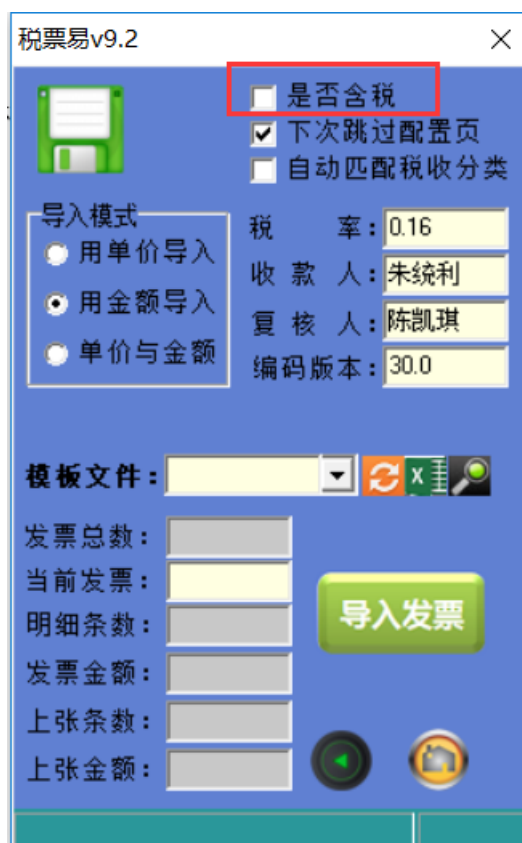 税票易v9.2
是否含税
下次跳过配置页
自动匹配税收分类
导入模式
用单价导入
用金额导入
单价与金额
税 率：0.16
收 款 人：朱统利
复 核 人：陈凯琪
编码版本：30.0
模板文件：
发票总数：
当前发票：
明细条数：
发票金额：
上张条数：
上张金额：
导入发票